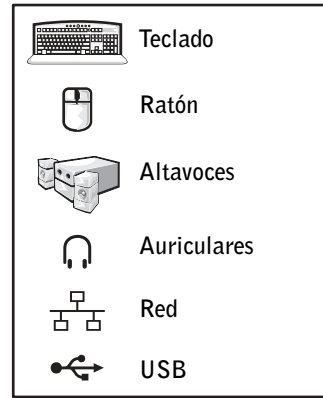 Teclado
Ratón
Altavoces
Auriculares
Red
USB